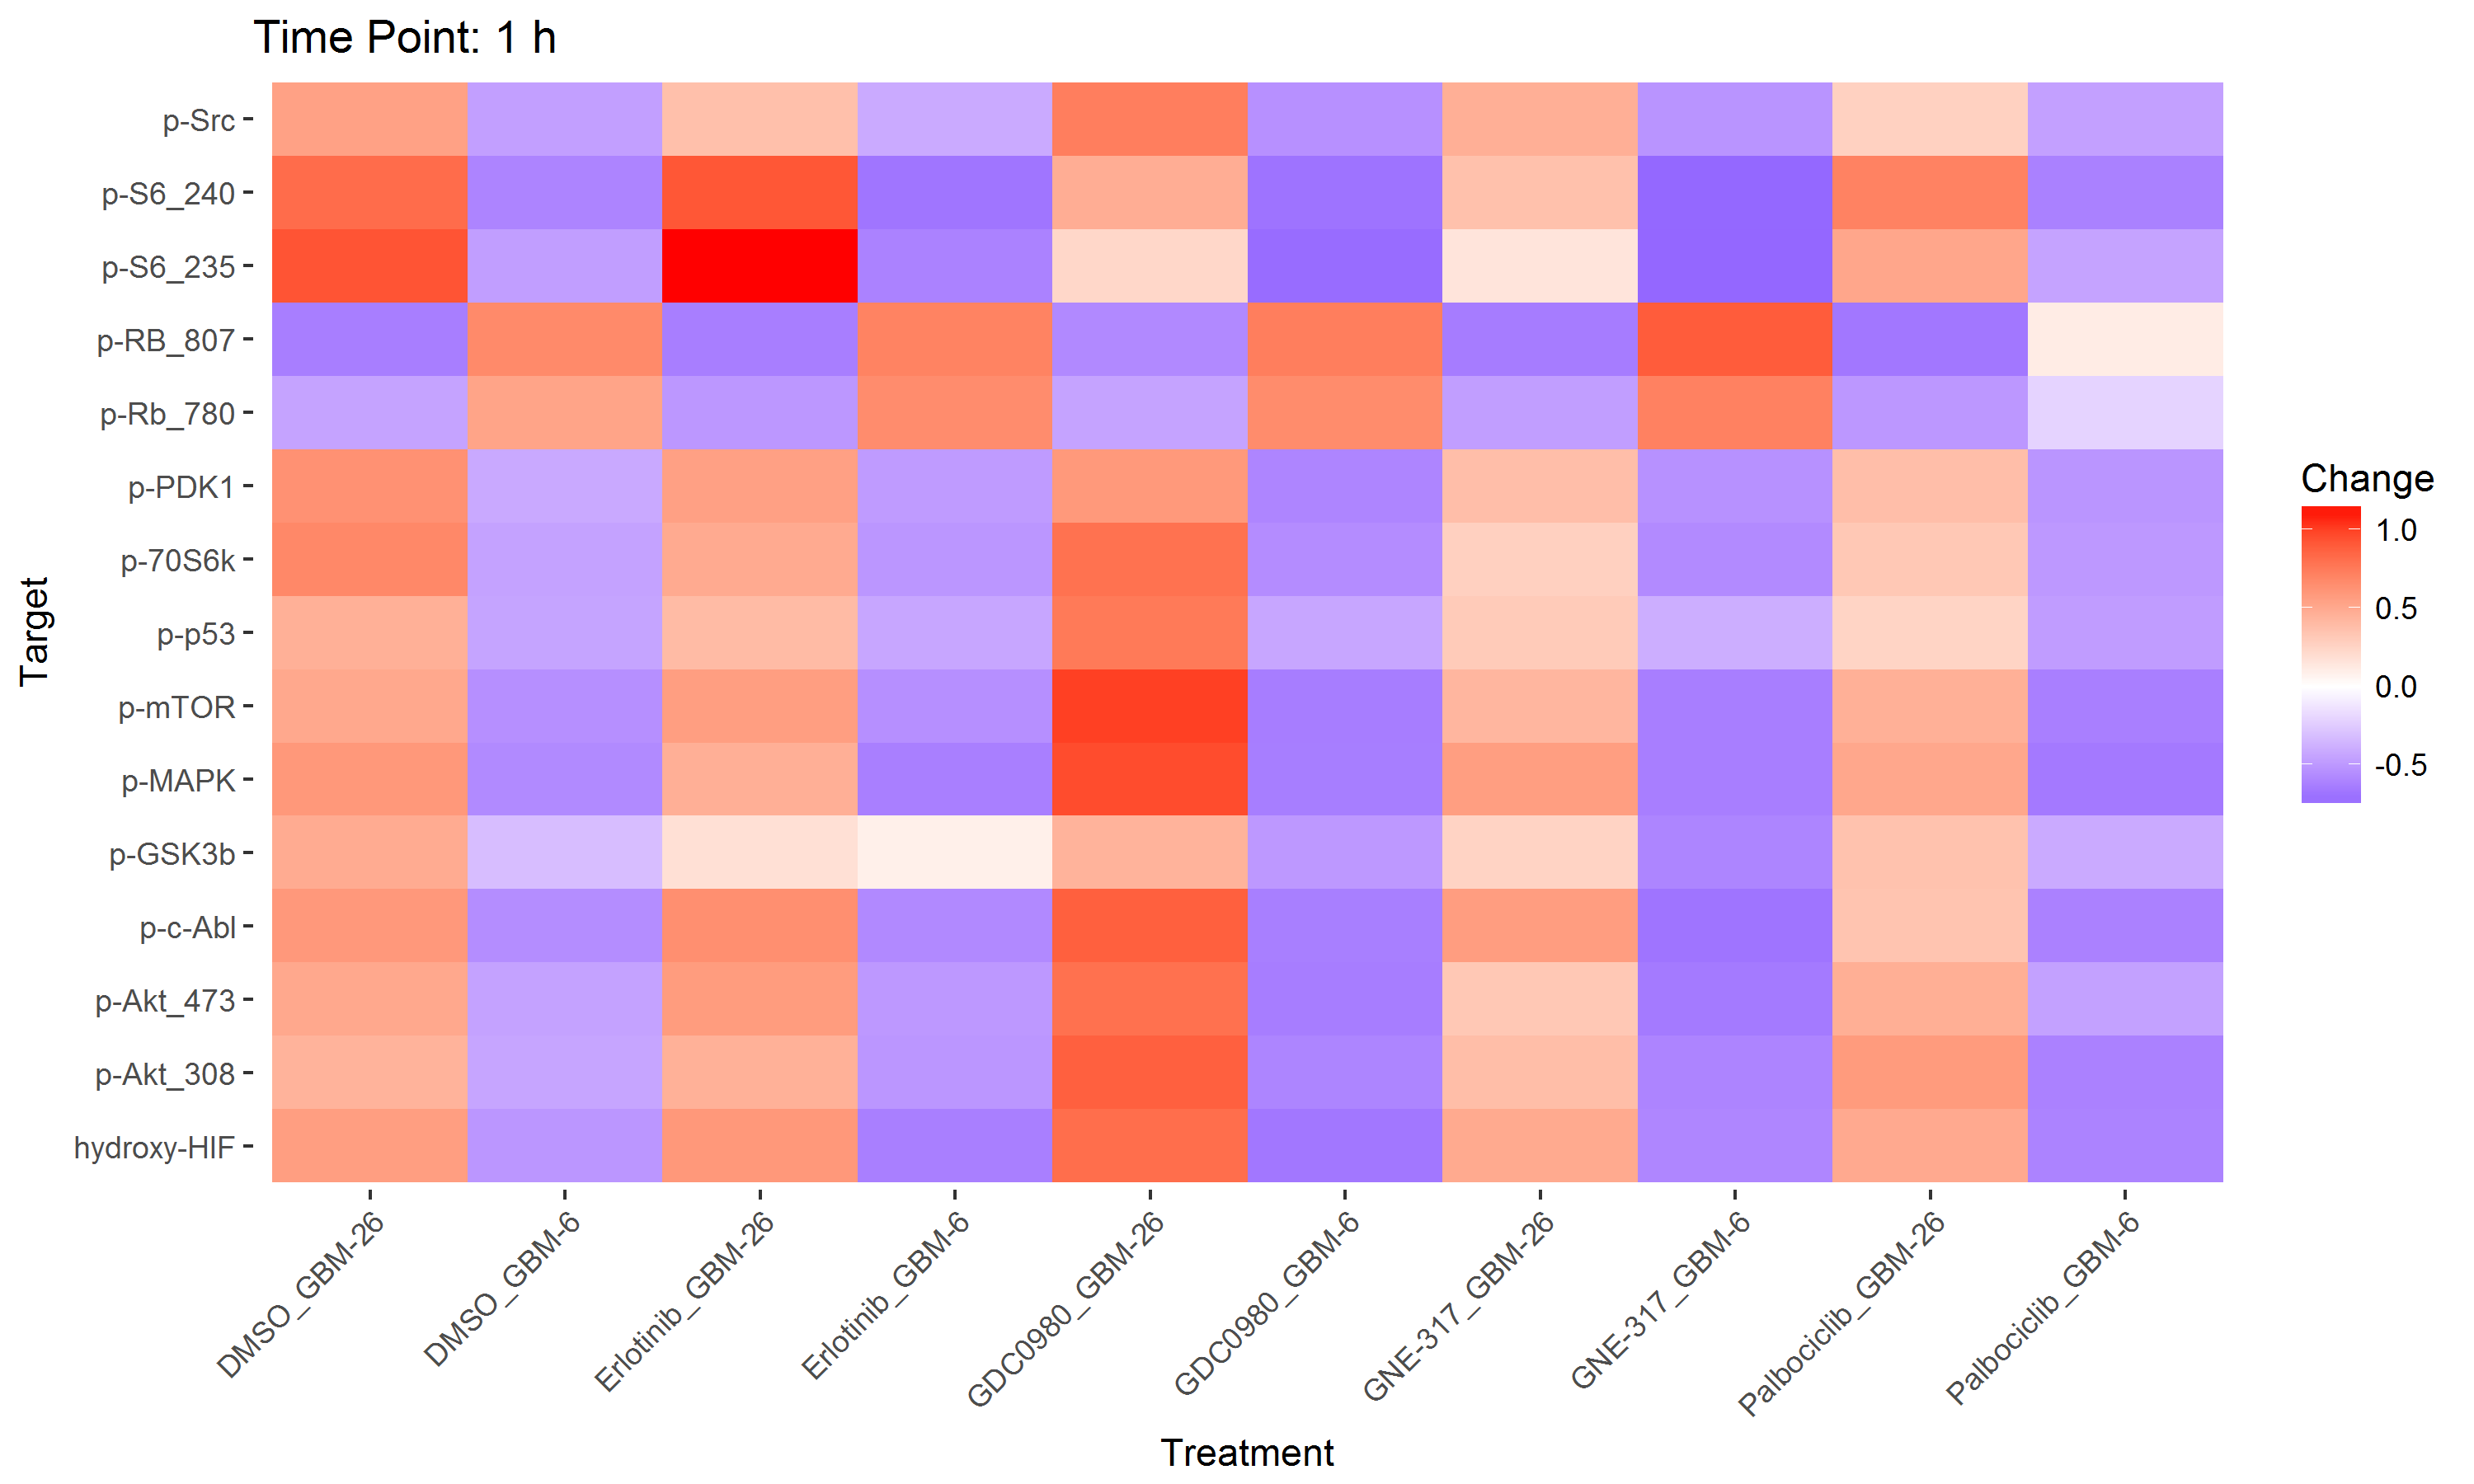 Time Point: 1 h
Target
p-Src
p-S6_240
p-S6_235
p-RB_807
p-Rb_780
p-PDK1
p-70S6k
p-p53
p-mTOR
p-MAPK
p-GSK3b
p-c-Abl
p-Akt_473
p-Akt_308
hydroxy-HIF
DMSO_GBM-26
DMSO_GBM-6
Erlotinib_GBM-26
Erlotinib_GBM-6
GDC0980_GBM-26
GDC0980_GBM-6
GNE-317_GBM-26
GNE-317_GBM-6
Palbociclib_GBM-26
Palbociclib_GBM-6
Treatment
Change
1.0
0.5
0.0
-0.5